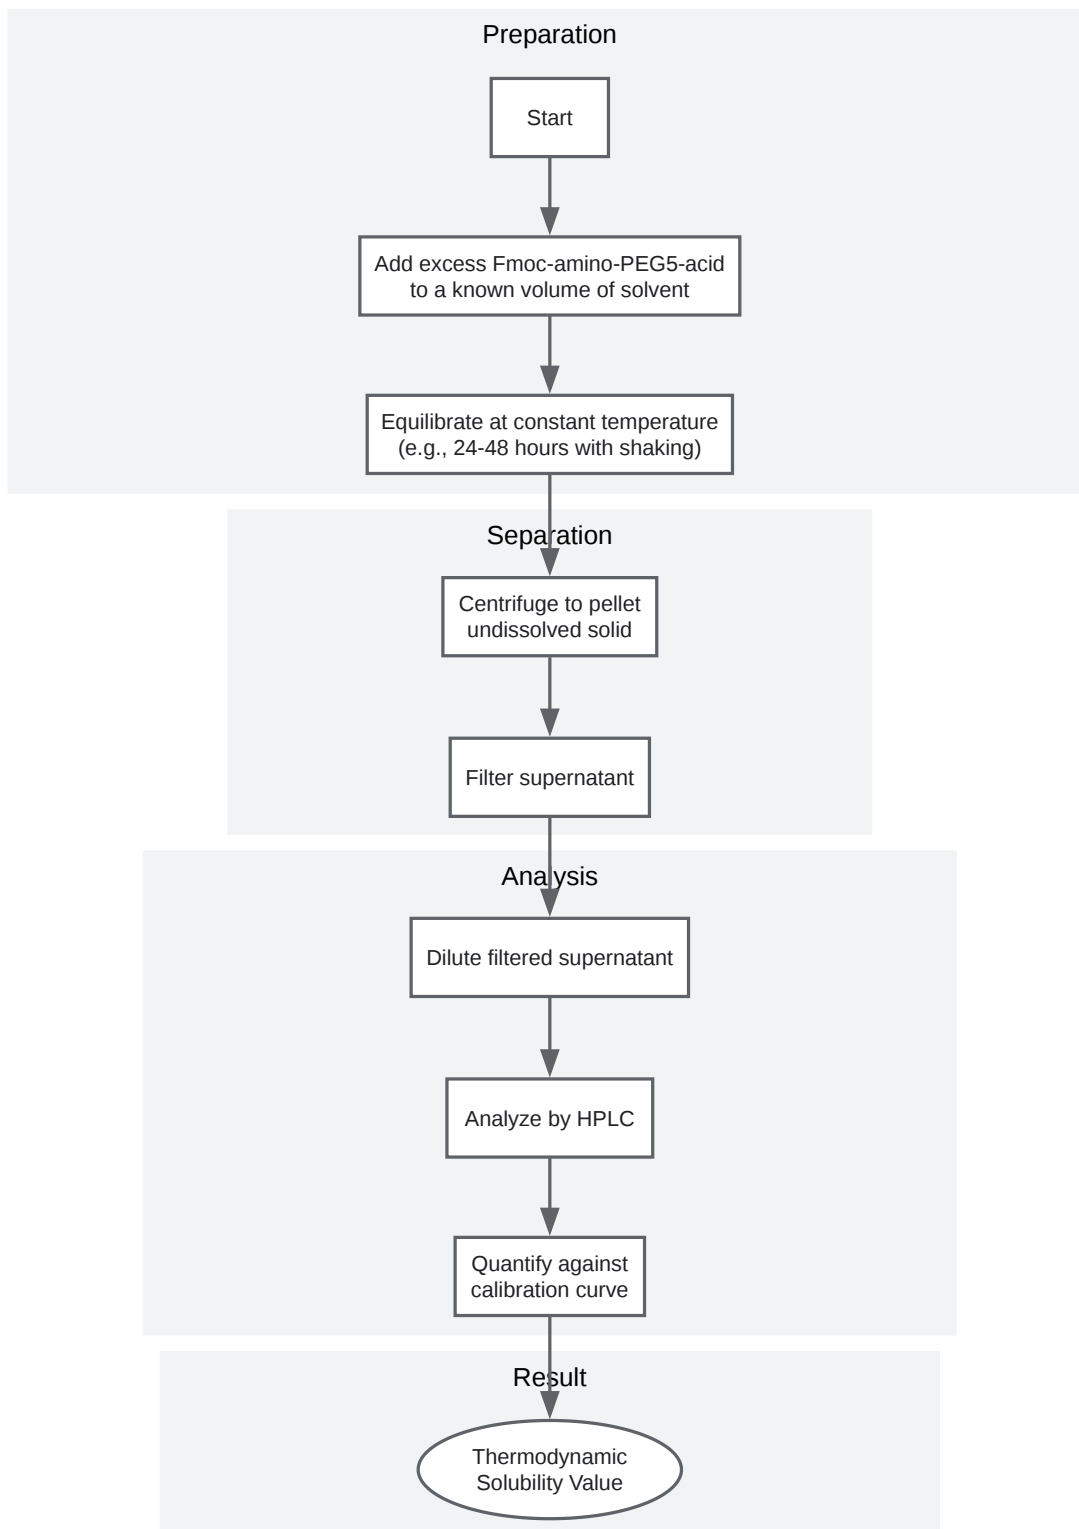 Preparation
Start
Add excess Fmoc-amino-PEG5-acid
to a known volume of solvent
Equilibrate at constant temperature
(e.g., 24-48 hours with shaking)
Separation
Centrifuge to pellet
undissolved solid
Filter supernatant
Analysis
Dilute filtered supernatant
Analyze by HPLC
Quantify against
calibration curve
Result
Thermodynamic
Solubility Value